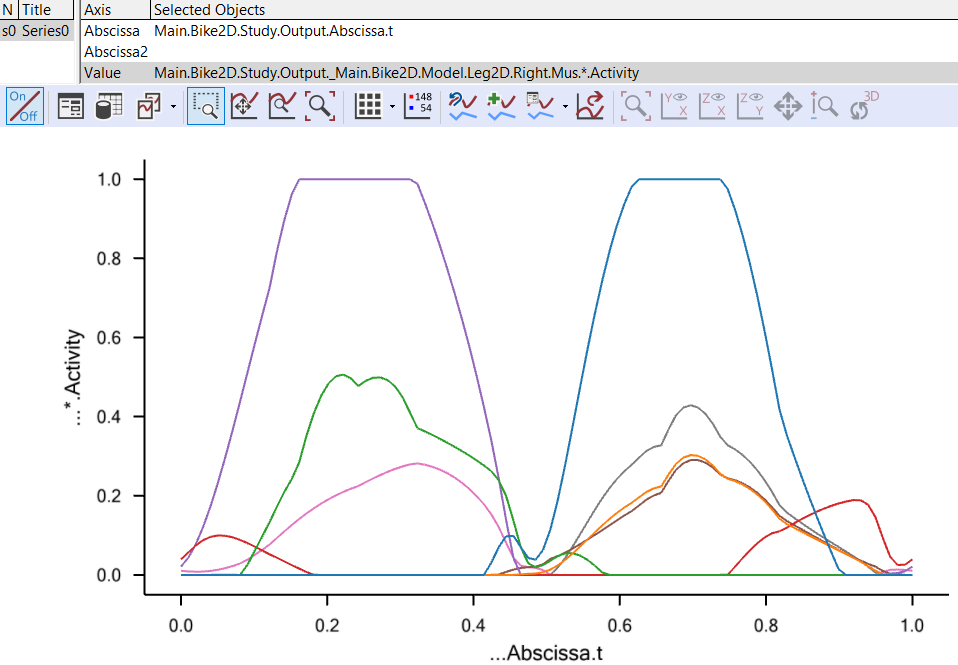 N Title Axis Selected Objects
s0 Series0 Abscissa Main.Bike2D.Study.Output.Abscissa.t
Abscissa2
Value Main.Bike2D.Study.Output._Main.Bike2D.Model.Leg2D.Right.Mus.*.Activity
On Off 148 54 Y X Z X Z Y 3D
1.0
0.8
0.6
0.4
0.2
0.0
...*.Activity
0.0 0.2 0.4 0.6 0.8 1.0
...Abscissa.t